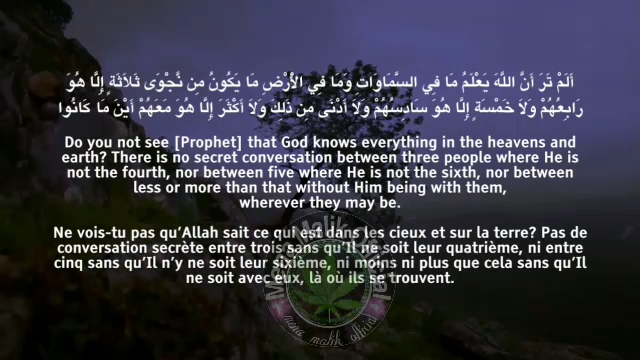 أَلَمْ تَرَ أَنَّ اللَّهَ يَعْلَمُ مَا فِي السَّمَاوَاتِ وَمَا فِي الْأَرْضِ مَا يَكُونُ مِن نَّجْوَى ثَلَاثَةٍ إِلَّا هُوَ
رَابِعُهُمْ وَلَا خَمْسَةٍ إِلَّا هُوَ سَادِسُهُمْ وَلَا أَدْنَى مِن ذَلِكَ وَلَا أَكْثَرَ إِلَّا هُوَ مَعَهُمْ أَيْنَ مَا كَانُوا
Do you not see [Prophet] that God knows everything in the heavens and
earth? There is no secret conversation between three people where He is
not the fourth, nor between five where He is not the sixth, nor between
less or more than that without Him being with them,
wherever they may be.
Ne vois-tu pas qu’Allah sait ce qui est dans les cieux et sur la terre? Pas de
conversation secrète entre trois sans qu’Il ne soit leur quatrième, ni entre
cinq sans qu’Il n’y ne soit leur sixième, ni moins ni plus que cela sans qu’Il
ne soit avec eux, là où ils se trouvent.